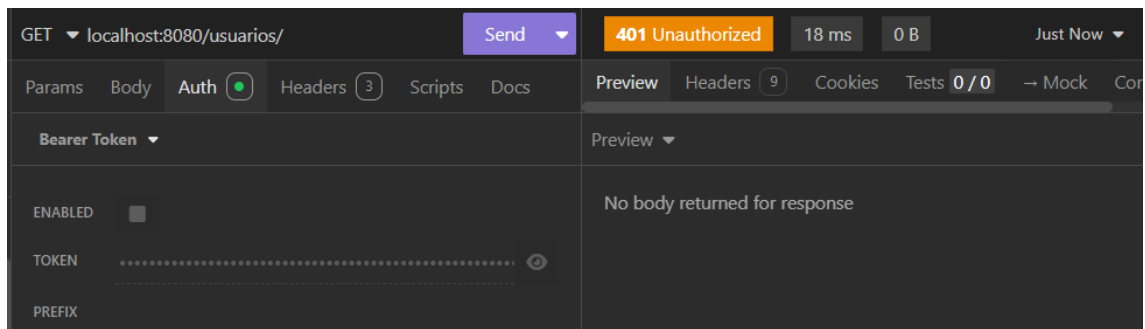 GET localhost:8080/usuarios/ Send
401 Unauthorized 18 ms 0 B Just Now
Params Body Auth Headers 3 Scripts Docs
Preview Headers 9 Cookies Tests 0 / 0 → Mock Con
Bearer Token
Preview
ENABLED
No body returned for response
TOKEN ••••••••••••••••••••••••••••••••••••••••••••••••••
PREFIX